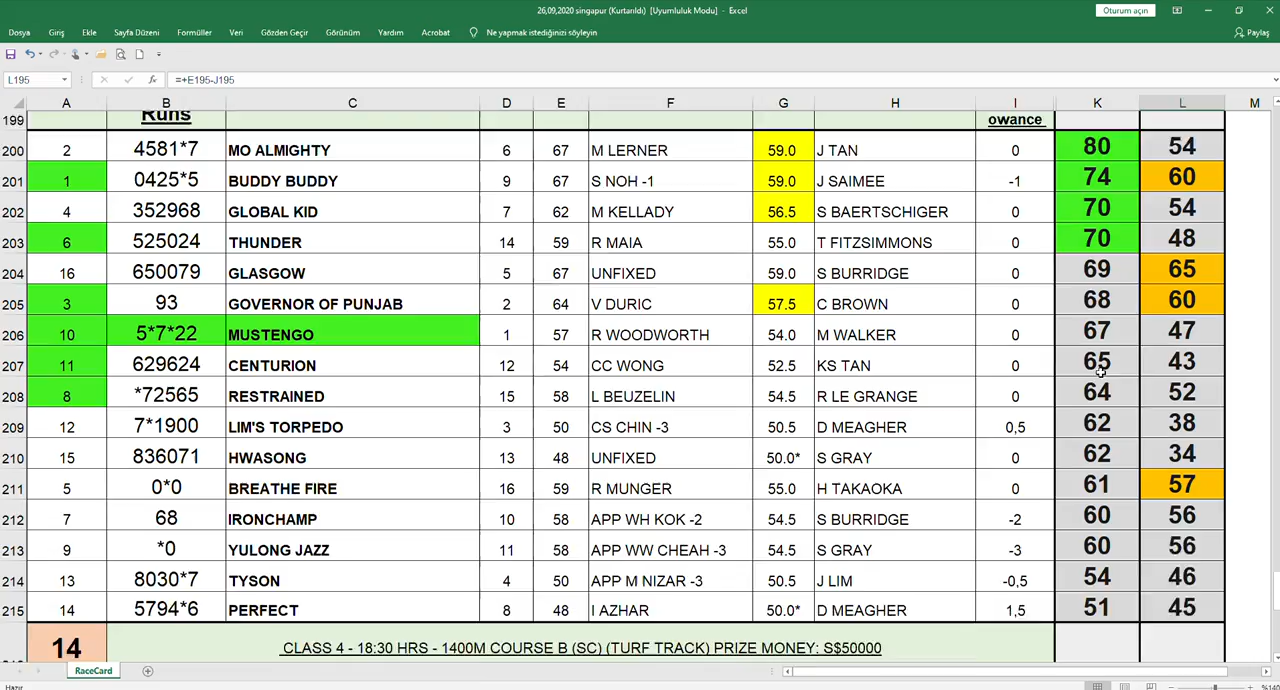 26,09,2020 singapur (Kurtarıldı) [Uyumluluk Modu] - Excel
Oturum açın
Dosya Giriş Ekle Sayfa Düzeni Formüller Veri Gözden Geçir Görünüm Yardım Acrobat Ne yapmak istediğinizi söyleyin Paylaş
L195 fx =+E195-J195
A B C D E F G H I K L M
199 Runs owance
200 2 4581*7 MO ALMIGHTY 6 67 M LERNER 59.0 J TAN 0 80 54
201 1 0425*5 BUDDY BUDDY 9 67 S NOH -1 59.0 J SAIMEE -1 74 60
202 4 352968 GLOBAL KID 7 62 M KELLADY 56.5 S BAERTSCHIGER 0 70 54
203 6 525024 THUNDER 14 59 R MAIA 55.0 T FITZSIMMONS 0 70 48
204 16 650079 GLASGOW 5 67 UNFIXED 59.0 S BURRIDGE 0 69 65
205 3 93 GOVERNOR OF PUNJAB 2 64 V DURIC 57.5 C BROWN 0 68 60
206 10 5*7*22 MUSTENGO 1 57 R WOODWORTH 54.0 M WALKER 0 67 47
207 11 629624 CENTURION 12 54 CC WONG 52.5 KS TAN 0 65 43
208 8 *72565 RESTRAINED 15 58 L BEUZELIN 54.5 R LE GRANGE 0 64 52
209 12 7*1900 LIM'S TORPEDO 3 50 CS CHIN -3 50.5 D MEAGHER 0,5 62 38
210 15 836071 HWASONG 13 48 UNFIXED 50.0* S GRAY 0 62 34
211 5 0*0 BREATHE FIRE 16 59 R MUNGER 55.0 H TAKAOKA 0 61 57
212 7 68 IRONCHAMP 10 58 APP WH KOK -2 54.5 S BURRIDGE -2 60 56
213 9 *0 YULONG JAZZ 11 58 APP WW CHEAH -3 54.5 S GRAY -3 60 56
214 13 8030*7 TYSON 4 50 APP M NIZAR -3 50.5 J LIM -0,5 54 46
215 14 5794*6 PERFECT 8 48 I AZHAR 50.0* D MEAGHER 1,5 51 45
14 CLASS 4 - 18:30 HRS - 1400M COURSE B (SC) (TURF TRACK) PRIZE MONEY: S$50000
RaceCard
Hazır %140